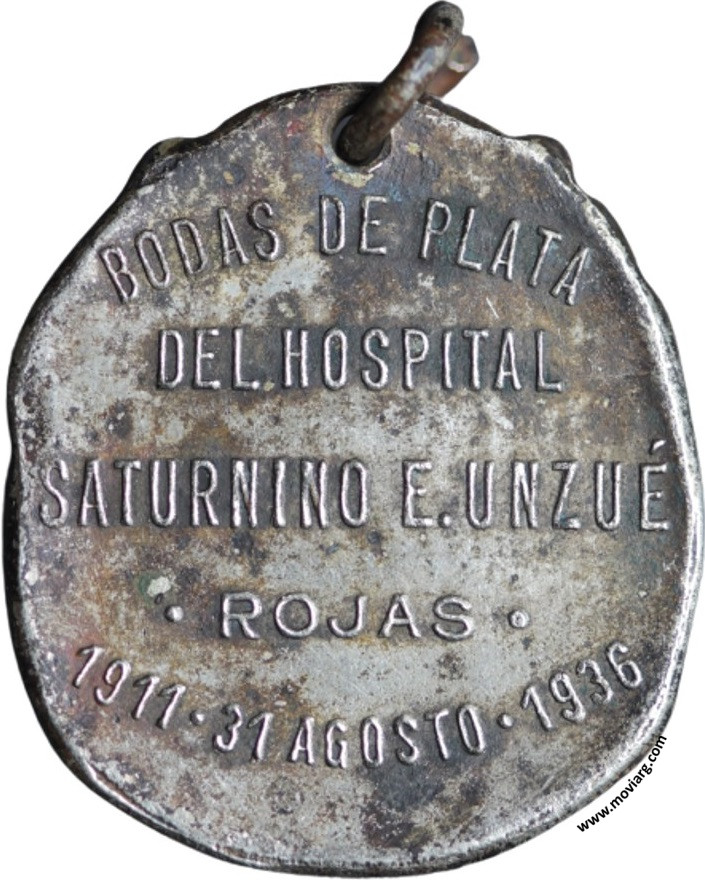 BODAS DE PLATA
DEL HOSPITAL
SATURNINO E. UNZUÉ
· ROJAS ·
1911 · 31 AGOSTO · 1936
www.moviarg.com